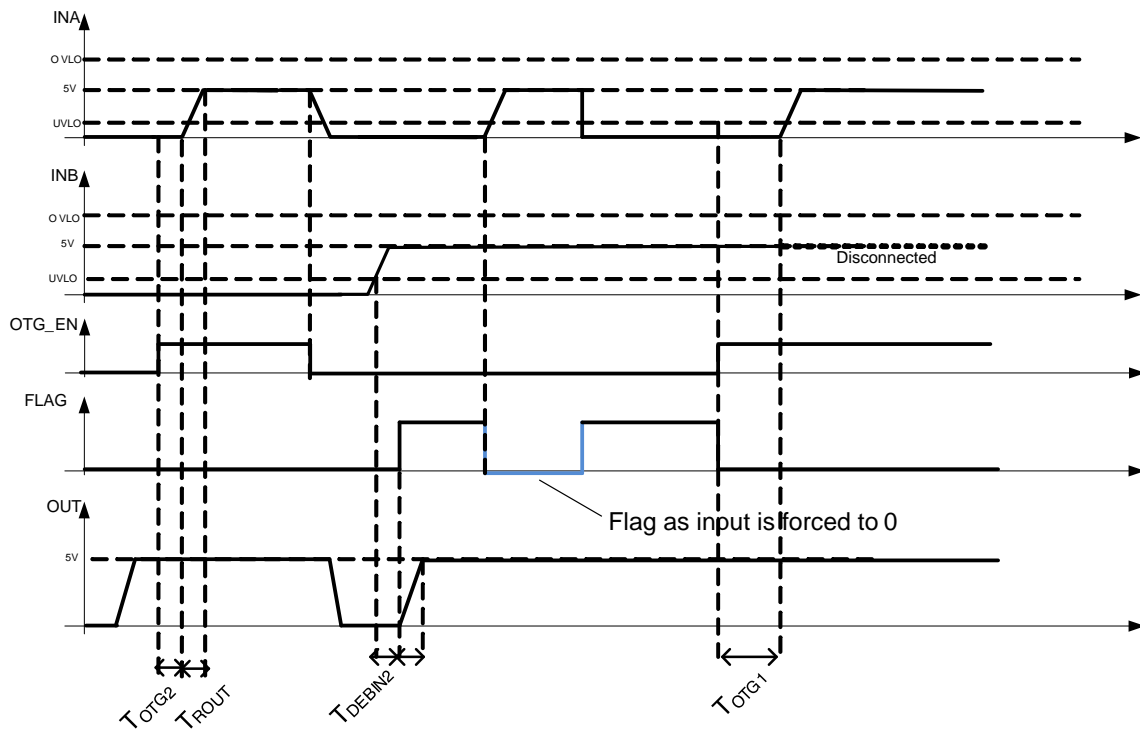 INA
OVLO
5V
UVLO
INB
OVLO
5V
Disconnected
UVLO
OTG_EN
FLAG
Flag as input is forced to 0
OUT
5V
TOTG2
TROUT
TDEBIN2
TOTG1